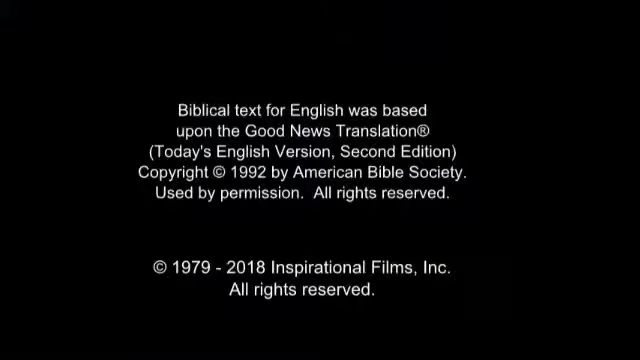 Biblical text for English was based
upon the Good News Translation®
(Today's English Version, Second Edition)
Copyright © 1992 by American Bible Society.
Used by permission.  All rights reserved.
© 1979 - 2018 Inspirational Films, Inc.
All rights reserved.